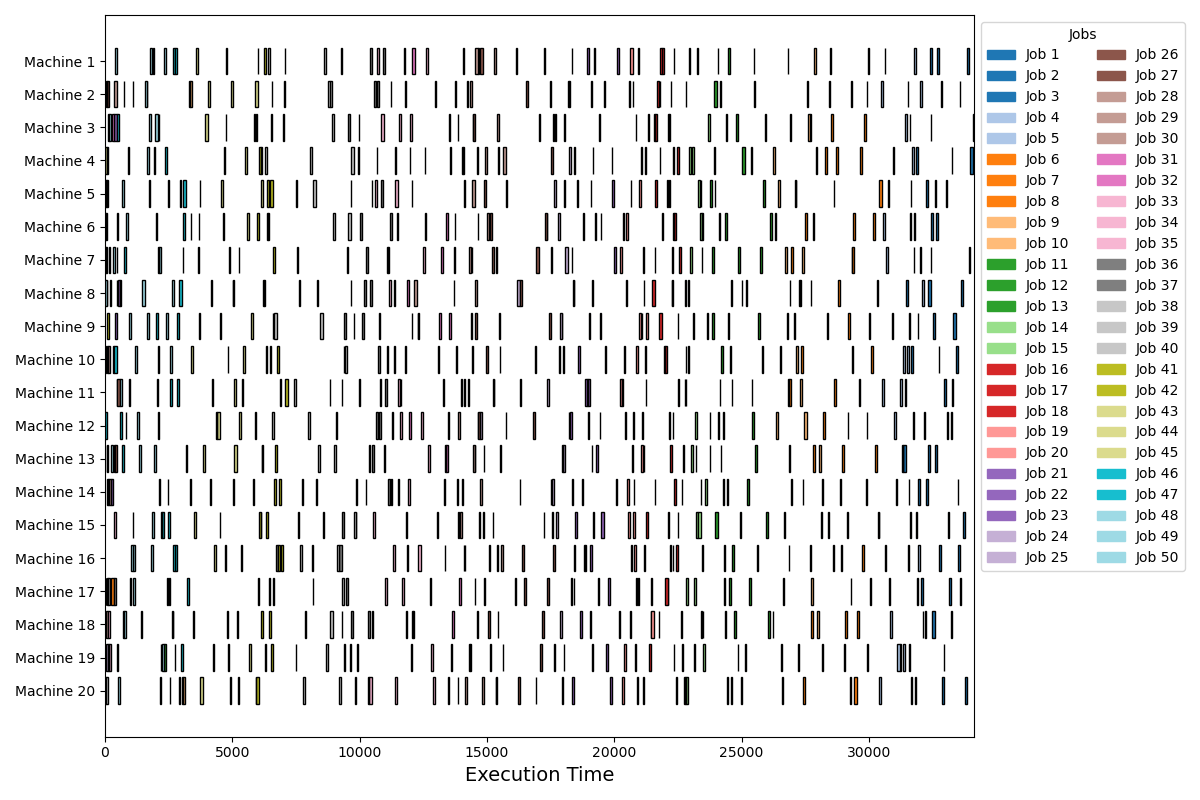 Machine 1
Machine 2
Machine 3
Machine 4
Machine 5
Machine 6
Machine 7
Machine 8
Machine 9
Machine 10
Machine 11
Machine 12
Machine 13
Machine 14
Machine 15
Machine 16
Machine 17
Machine 18
Machine 19
Machine 20
0 5000 10000 15000 20000 25000 30000
Execution Time
Jobs
Job 1
Job 2
Job 3
Job 4
Job 5
Job 6
Job 7
Job 8
Job 9
Job 10
Job 11
Job 12
Job 13
Job 14
Job 15
Job 16
Job 17
Job 18
Job 19
Job 20
Job 21
Job 22
Job 23
Job 24
Job 25
Job 26
Job 27
Job 28
Job 29
Job 30
Job 31
Job 32
Job 33
Job 34
Job 35
Job 36
Job 37
Job 38
Job 39
Job 40
Job 41
Job 42
Job 43
Job 44
Job 45
Job 46
Job 47
Job 48
Job 49
Job 50